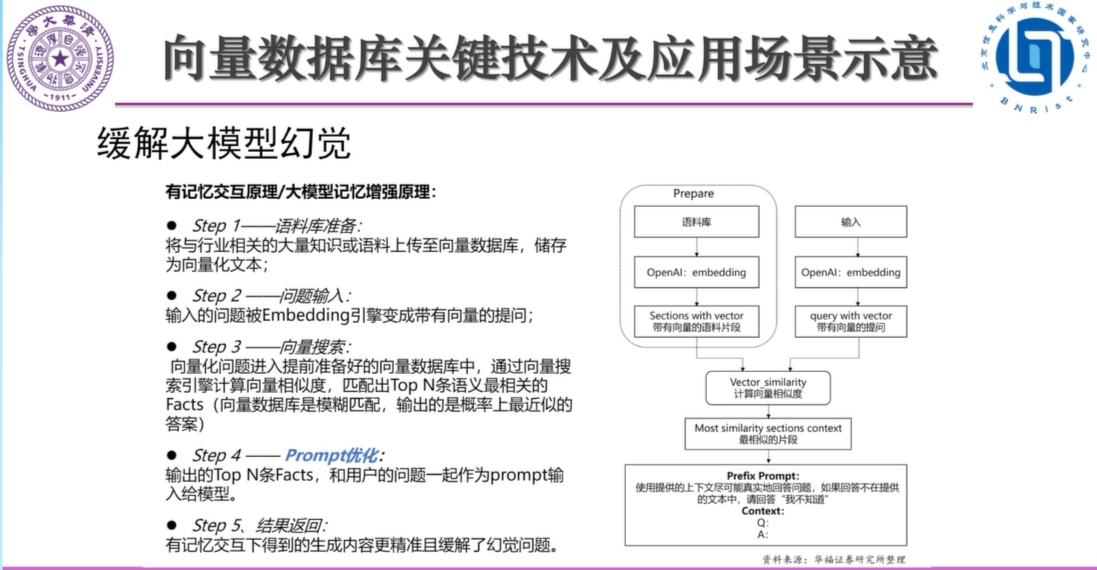 向量数据库关键技术及应用场景示意
清华大学
自强不息
厚德载物
TSINGHUA UNIVERSITY
–1911–
北京信息科学与技术国家研究中心
BNRist
缓解大模型幻觉
有记忆交互原理/大模型记忆增强原理：
● Step 1——语料库准备：
将与行业相关的大量知识或语料上传至向量数据库，储存
为向量化文本；
● Step 2 ——问题输入：
输入的问题被Embedding引擎变成带有向量的提问；
● Step 3 ——向量搜索：
向量化问题进入提前准备好的向量数据库中，通过向量搜
索引擎计算向量相似度，匹配出Top N条语义最相关的
Facts（向量数据库是模糊匹配，输出的是概率上最近似的
答案）
● Step 4 —— Prompt优化：
输出的Top N条Facts，和用户的问题一起作为prompt输
入给模型。
● Step 5、结果返回：
有记忆交互下得到的生成内容更精准且缓解了幻觉问题。
Prepare
语料库
OpenAI：embedding
Sections with vector
带有向量的语料片段
输入
OpenAI：embedding
query with vector
带有向量的提问
Vector_similarity
计算向量相似度
Most similarity sections context
最相似的片段
Prefix Prompt：
使用提供的上下文尽可能真实地回答问题，如果回答不在提供
的文本中，请回答“我不知道”
Context：
Q:
A:
资料来源：华福证券研究所整理